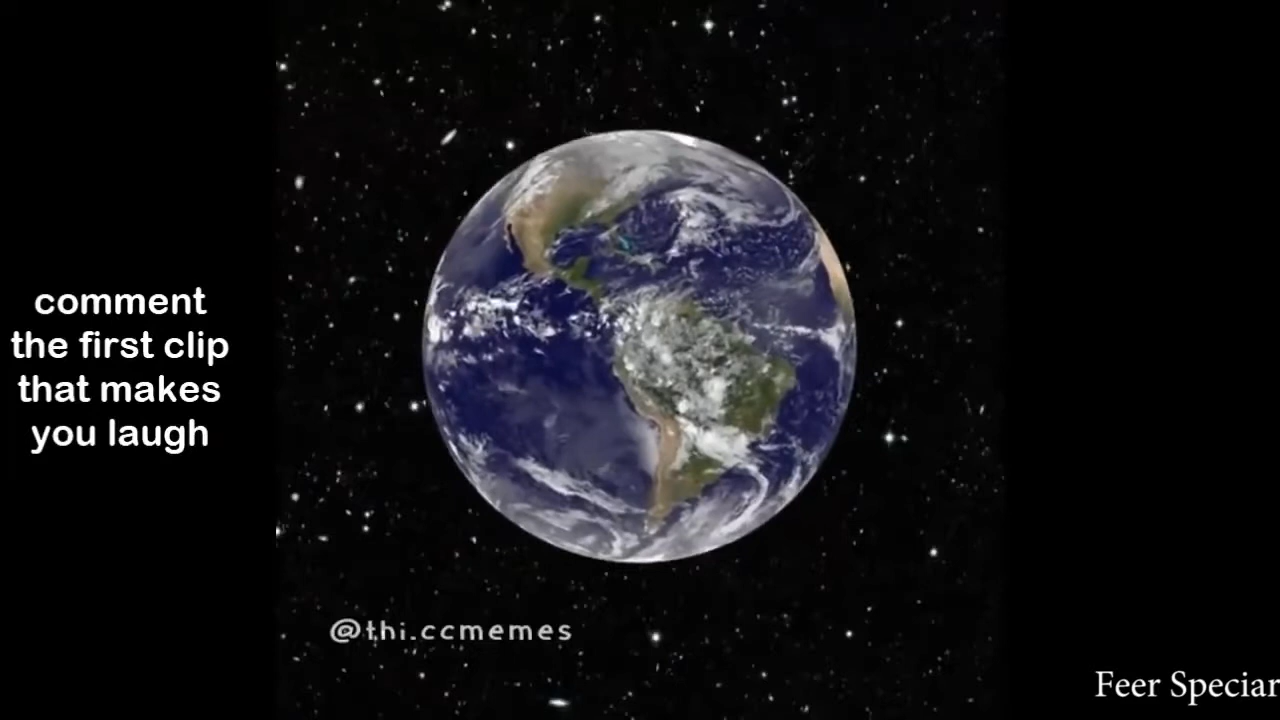 comment
the first clip
that makes
you laugh
@thi.ccmemes
Feer Speciar